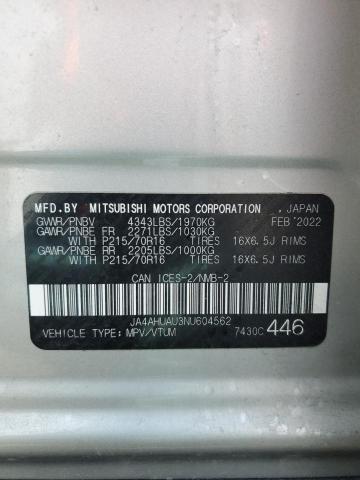 MFD.BY MITSUBISHI MOTORS CORPORATION , JAPAN
GVWR/PNBV 4343LBS/1970KG FEB '2022
GAWR/PNBE FR 2271LBS/1030KG
WITH P215/70R16 TIRES 16X6.5J RIMS
GAWR/PNBE RR 2205LBS/1000KG
WITH P215/70R16 TIRES 16X6.5J RIMS
CAN ICES-2/NMB-2
JA4AHUAU3NU604562
VEHICLE TYPE: MPV/VTUM 7430C 446